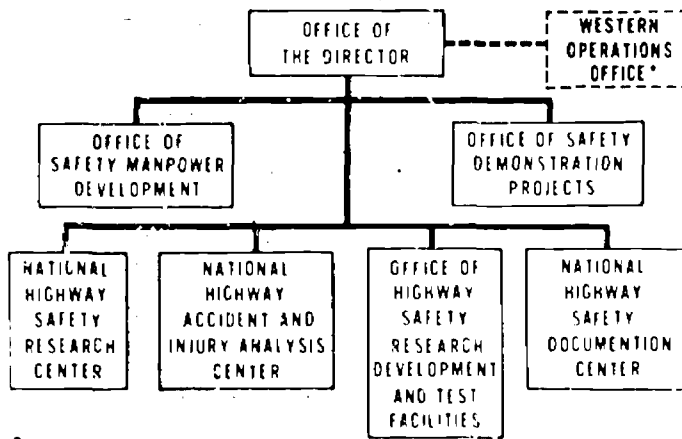 OFFICE OF
THE DIRECTOR
WESTERN
OPERATIONS
OFFICE*
OFFICE OF
SAFETY MANPOWER
DEVELOPMENT
OFFICE OF SAFETY
DEMONSTRATION
PROJECTS
NATIONAL
HIGHWAY
SAFETY
RESEARCH
CENTER
NATIONAL
HIGHWAY
ACCIDENT AND
INJURY ANALYSIS
CENTER
OFFICE OF
HIGHWAY
SAFETY
RESEARCH
DEVELOPMENT
AND TEST
FACILITIES
NATIONAL
HIGHWAY
SAFETY
DOCUMENTION
CENTER